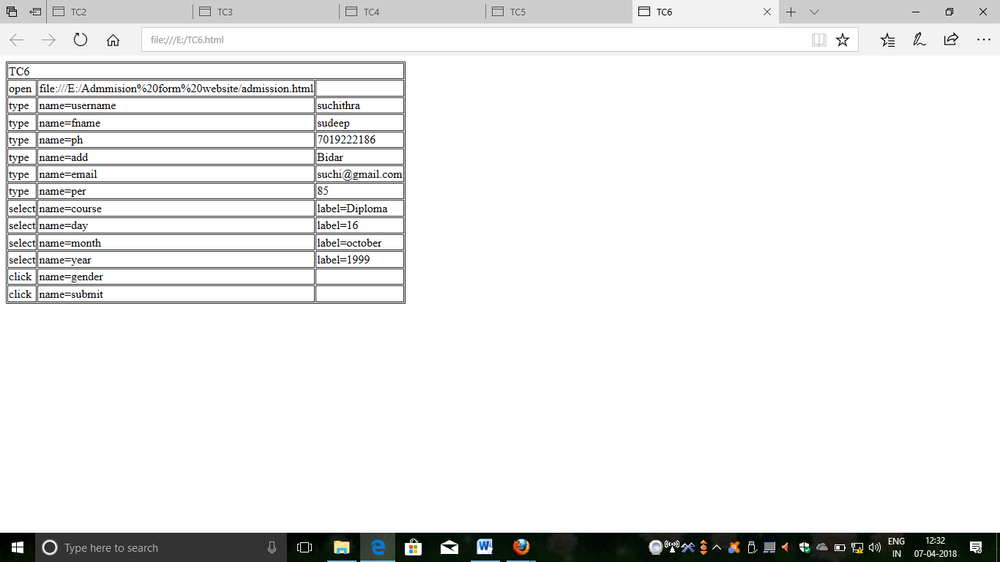 TC2 TC3 TC4 TC5 TC6
file:///E:/TC6.html
TC6
open file:///E:/Admmision%20form%20website/admission.html
type name=username suchithra
type name=fname sudeep
type name=ph 7019222186
type name=add Bidar
type name=email suchi@gmail.com
type name=per 85
select name=course label=Diploma
select name=day label=16
select name=month label=october
select name=year label=1999
click name=gender
click name=submit
Type here to search
ENG 12:32
IN 07-04-2018